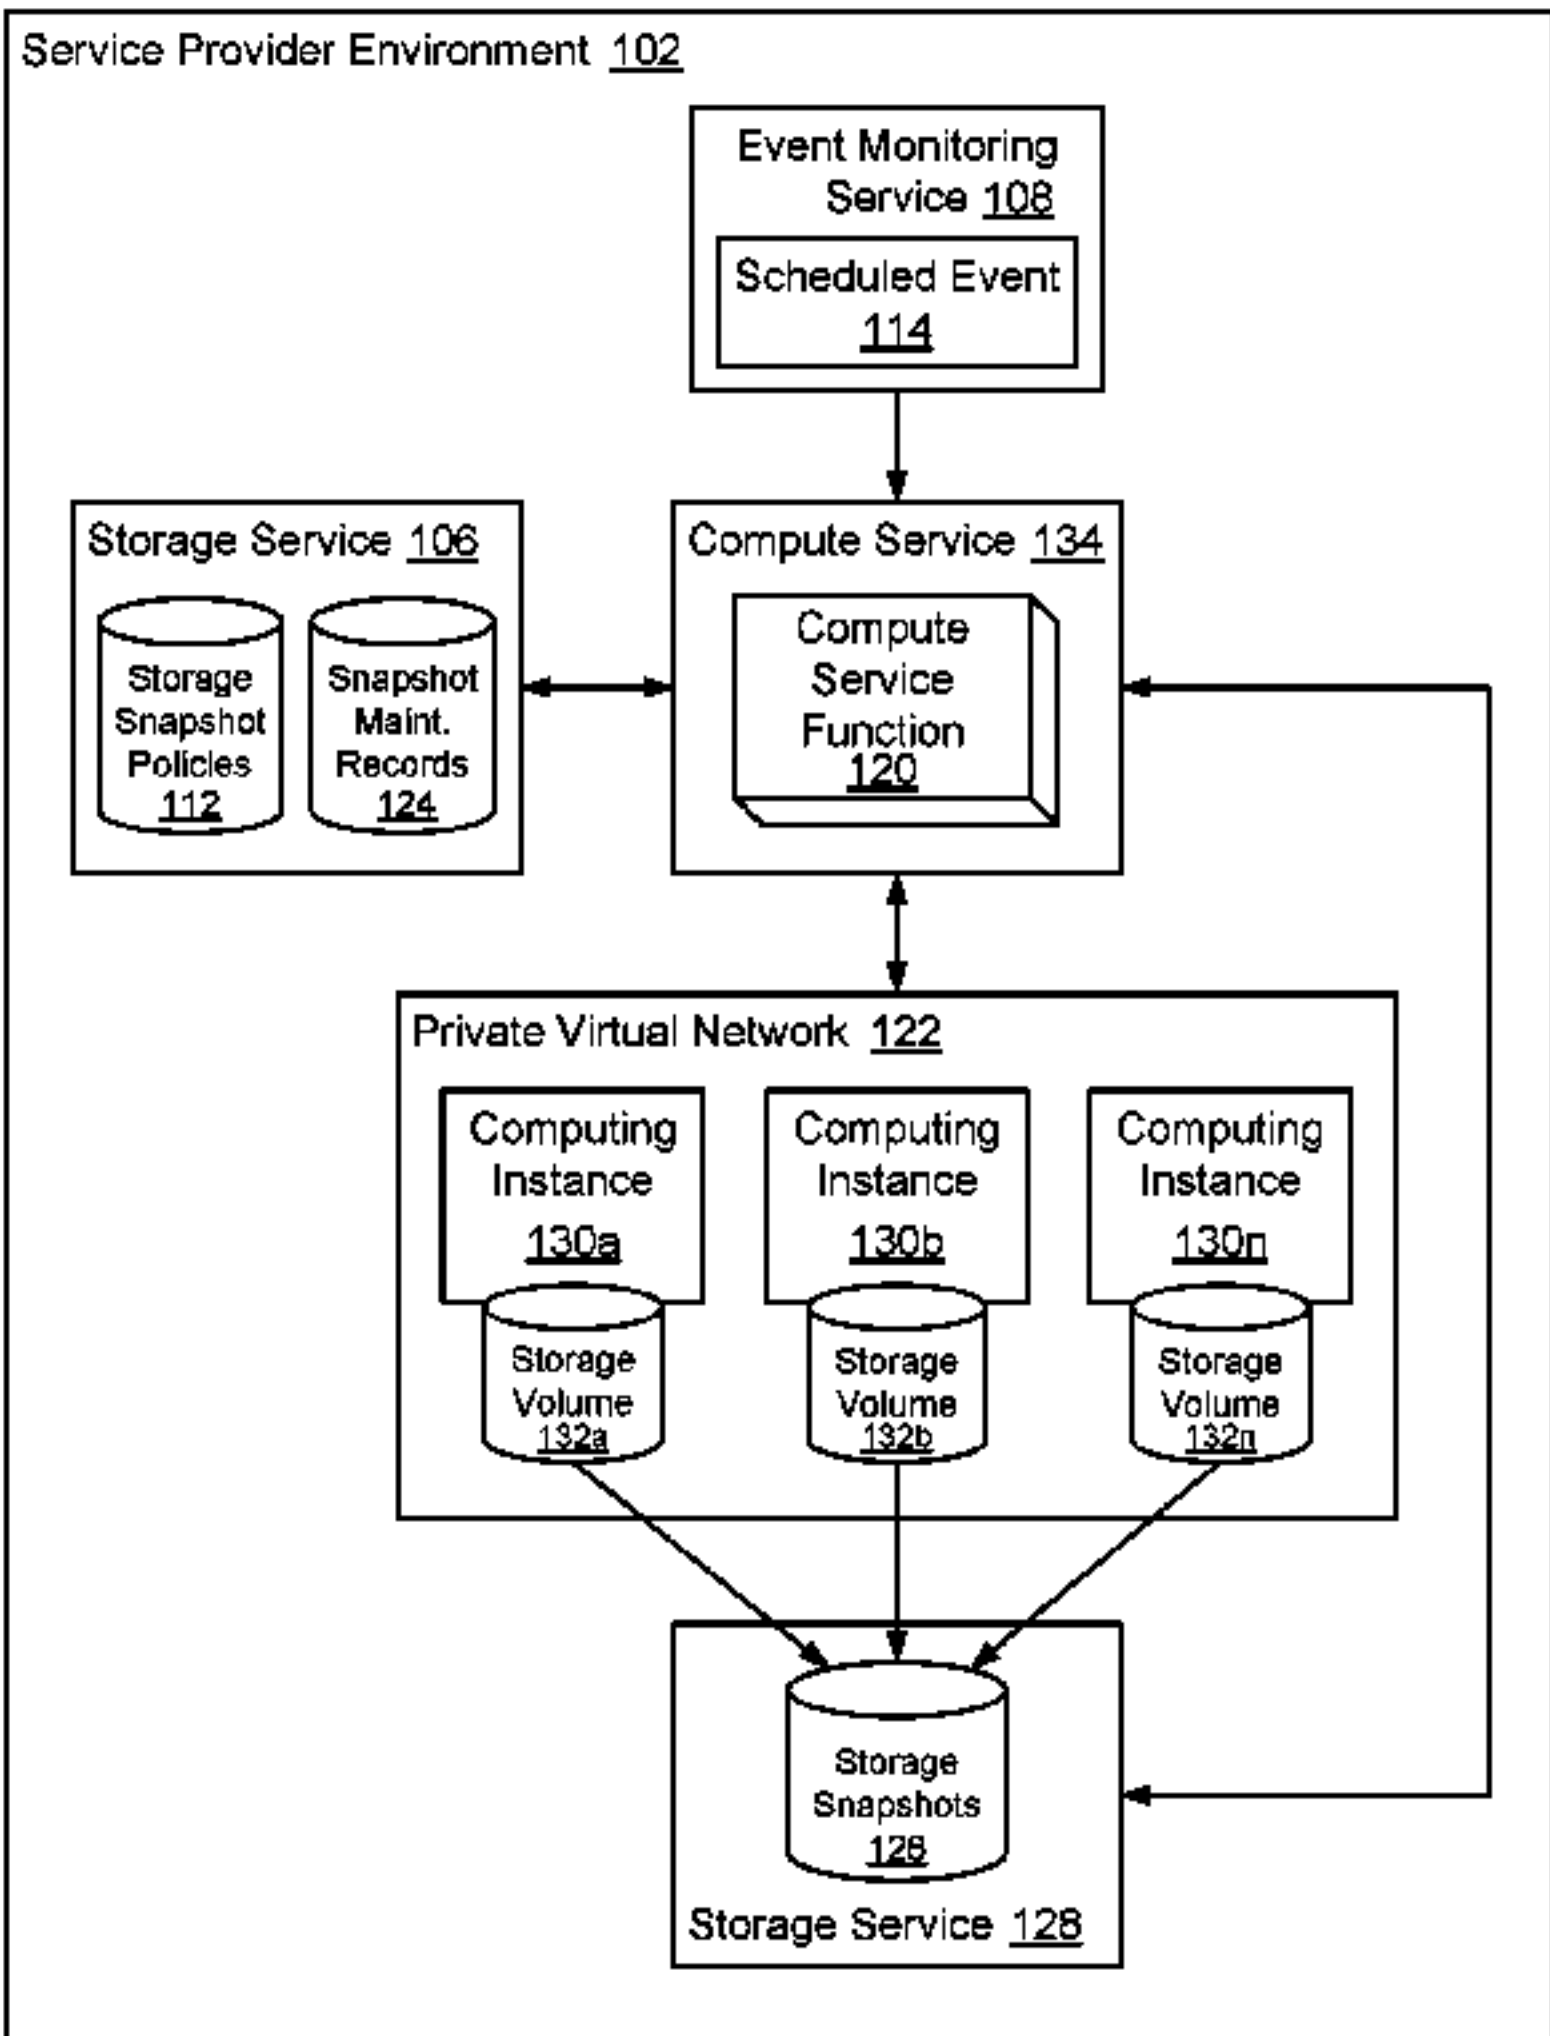 Service Provider Environment 102
Event Monitoring
Service 108
Scheduled Event
114
Storage Service 106
Storage
Snapshot
Policies
112
Snapshot
Maint.
Records
124
Compute Service 134
Compute
Service
Function
120
Private Virtual Network 122
Computing
Instance
130a
Computing
Instance
130b
Computing
Instance
130n
Storage
Volume
132a
Storage
Volume
132b
Storage
Volume
132n
Storage
Snapshots
126
Storage Service 128